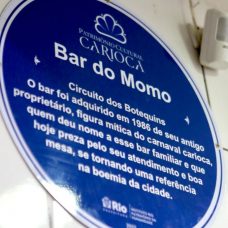 PATRIMÔNIO CULTURAL
CARIOCA
Bar do Momo
Circuito dos Botequins
O bar foi adquirido em 1986 de seu antigo
proprietário, figura mítica do carnaval carioca,
quem deu nome a esse bar familiar e que
hoje preza pelo seu atendimento e boa
mesa, se tornando uma referência
na boemia da cidade.
Rio
PREFEITURA